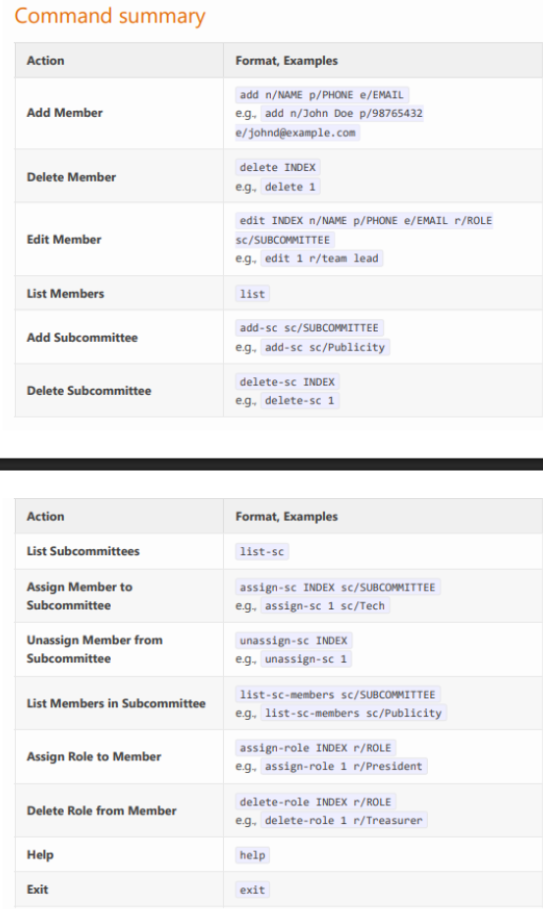 Command summary
Action Format, Examples
Add Member
add n/NAME p/PHONE e/EMAIL
e.g., add n/John Doe p/98765432
e/johnd@example.com
Delete Member
delete INDEX
e.g., delete 1
Edit Member
edit INDEX n/NAME p/PHONE e/EMAIL r/ROLE
sc/SUBCOMMITTEE
e.g., edit 1 r/team lead
List Members list
Add Subcommittee
add-sc sc/SUBCOMMITTEE
e.g., add-sc sc/Publicity
Delete Subcommittee
delete-sc INDEX
e.g., delete-sc 1
Action Format, Examples
List Subcommittees list-sc
Assign Member to
Subcommittee
assign-sc INDEX sc/SUBCOMMITTEE
e.g., assign-sc 1 sc/Tech
Unassign Member from
Subcommittee
unassign-sc INDEX
e.g., unassign-sc 1
List Members in Subcommittee
list-sc-members sc/SUBCOMMITTEE
e.g., list-sc-members sc/Publicity
Assign Role to Member
assign-role INDEX r/ROLE
e.g., assign-role 1 r/President
Delete Role from Member
delete-role INDEX r/ROLE
e.g., delete-role 1 r/Treasurer
Help help
Exit exit